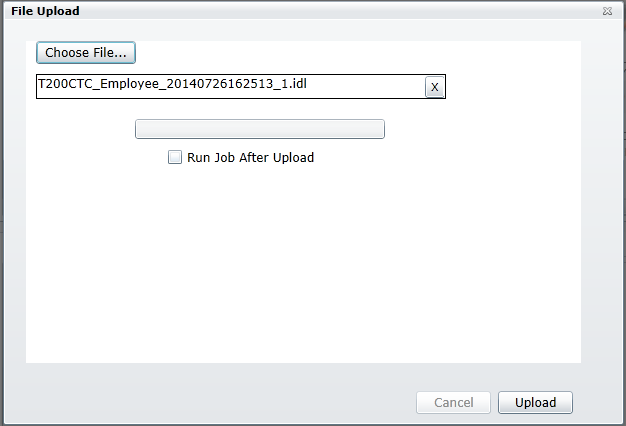 File Upload
Choose File...
T200CTC_Employee_20140726162513_1.idl
X
Run Job After Upload
Cancel
Upload